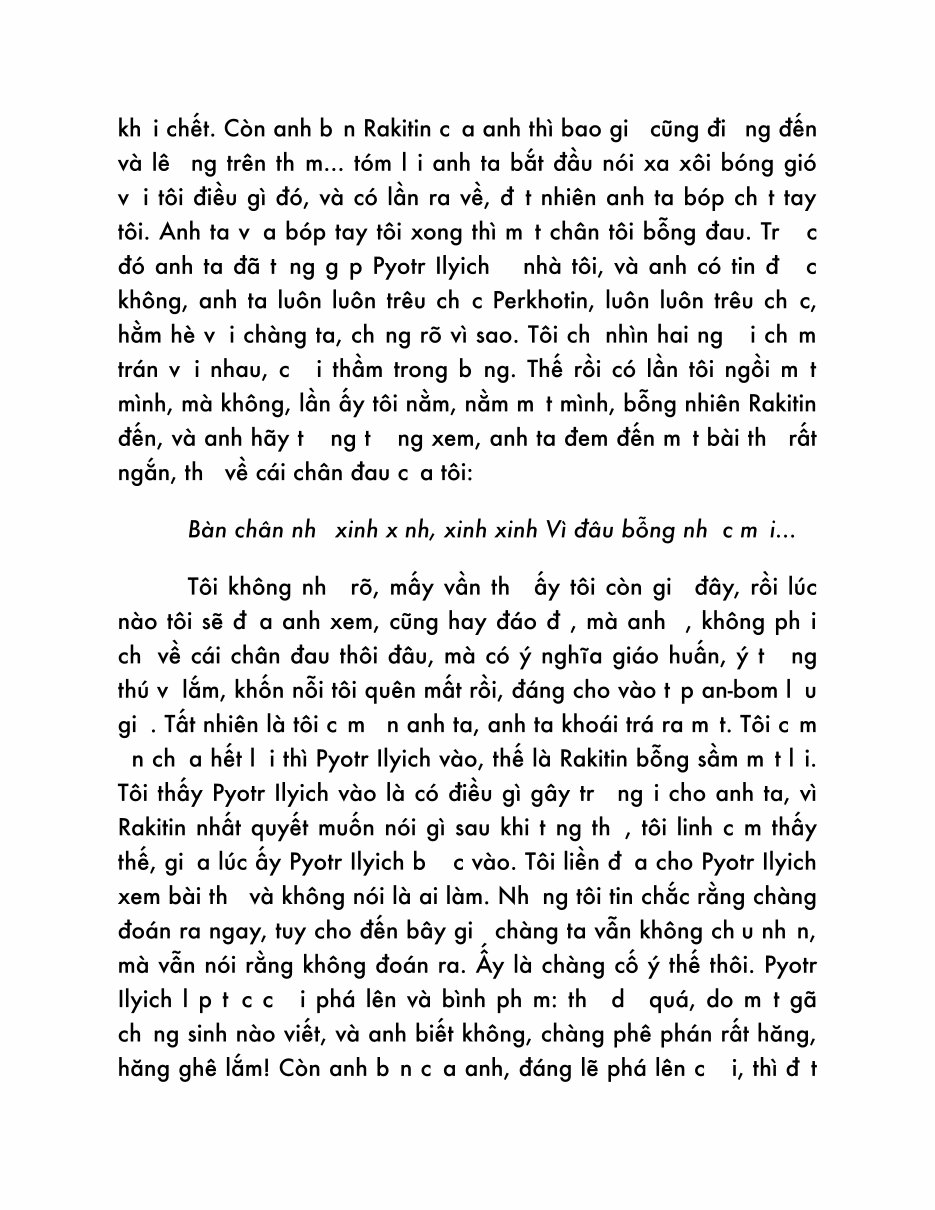 kh i chết. Còn anh b n Rakitin c a anh thì bao gi cũng đi ng đến
và lê ng trên th m... tóm l i anh ta bắt đầu nói xa xôi bóng gió
v i tôi điều gì đó, và có lần ra về, đ t nhiên anh ta bóp ch t tay
tôi. Anh ta v a bóp tay tôi xong thì m t chân tôi bỗng đau. Tr c
đó anh ta đã t ng g p Pyotr Ilyich nhà tôi, và anh có tin đ c
không, anh ta luôn luôn trêu ch c Perkhotin, luôn luôn trêu ch c,
hằm hè v i chàng ta, ch ng rõ vì sao. Tôi ch nhìn hai ng i ch m
trán v i nhau, c i thầm trong b ng. Thế rồi có lần tôi ngồi m t
mình, mà không, lần ấy tôi nằm, nằm m t mình, bỗng nhiên Rakitin
đến, và anh hãy t ng t ng xem, anh ta đem đến m t bài th rất
ngắn, th về cái chân đau c a tôi:
Bàn chân nh xinh x nh, xinh xinh Vì đâu bỗng nh c m i...
Tôi không nh rõ, mấy vần th ấy tôi còn gi đây, rồi lúc
nào tôi sẽ đ a anh xem, cũng hay đáo đ , mà anh , không ph i
ch về cái chân đau thôi đâu, mà có ý nghĩa giáo huấn, ý t ng
thú v lắm, khốn nỗi tôi quên mất rồi, đáng cho vào t p an-bom l u
gi . Tất nhiên là tôi c m n anh ta, anh ta khoái trá ra m t. Tôi c m
n ch a hết l i thì Pyotr Ilyich vào, thế là Rakitin bỗng sầm m t l i.
Tôi thấy Pyotr Ilyich vào là có điều gì gây tr ng i cho anh ta, vì
Rakitin nhất quyết muốn nói gì sau khi t ng th , tôi linh c m thấy
thế, gi a lúc ấy Pyotr Ilyich b c vào. Tôi liền đ a cho Pyotr Ilyich
xem bài th và không nói là ai làm. Nh ng tôi tin chắc rằng chàng
đoán ra ngay, tuy cho đến bây gi chàng ta vẫn không ch u nh n,
mà vẫn nói rằng không đoán ra. Ấy là chàng cố ý thế thôi. Pyotr
Ilyich l p t c c i phá lên và bình ph m: th d quá, do m t gã
ch ng sinh nào viết, và anh biết không, chàng phê phán rất hăng,
hăng ghê lắm! Còn anh b n c a anh, đáng lẽ phá lên c i, thì đ t